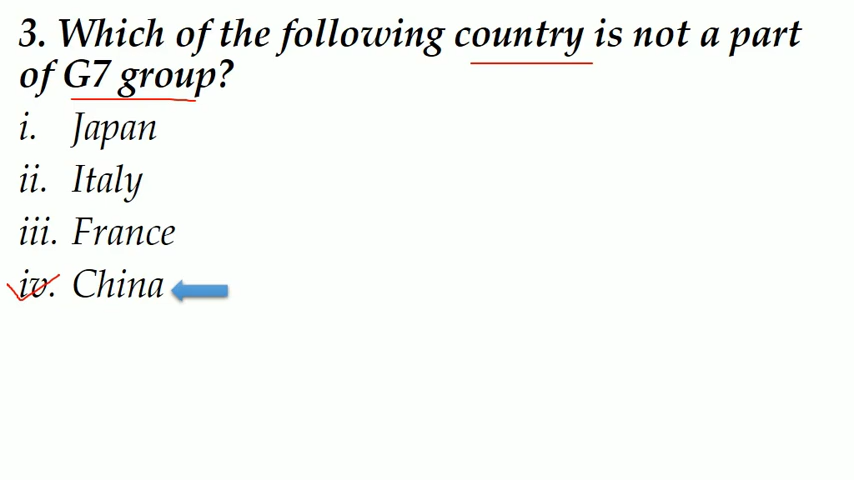 3. Which of the following country is not a part
of G7 group?
i. Japan
ii. Italy
iii. France
iv. China